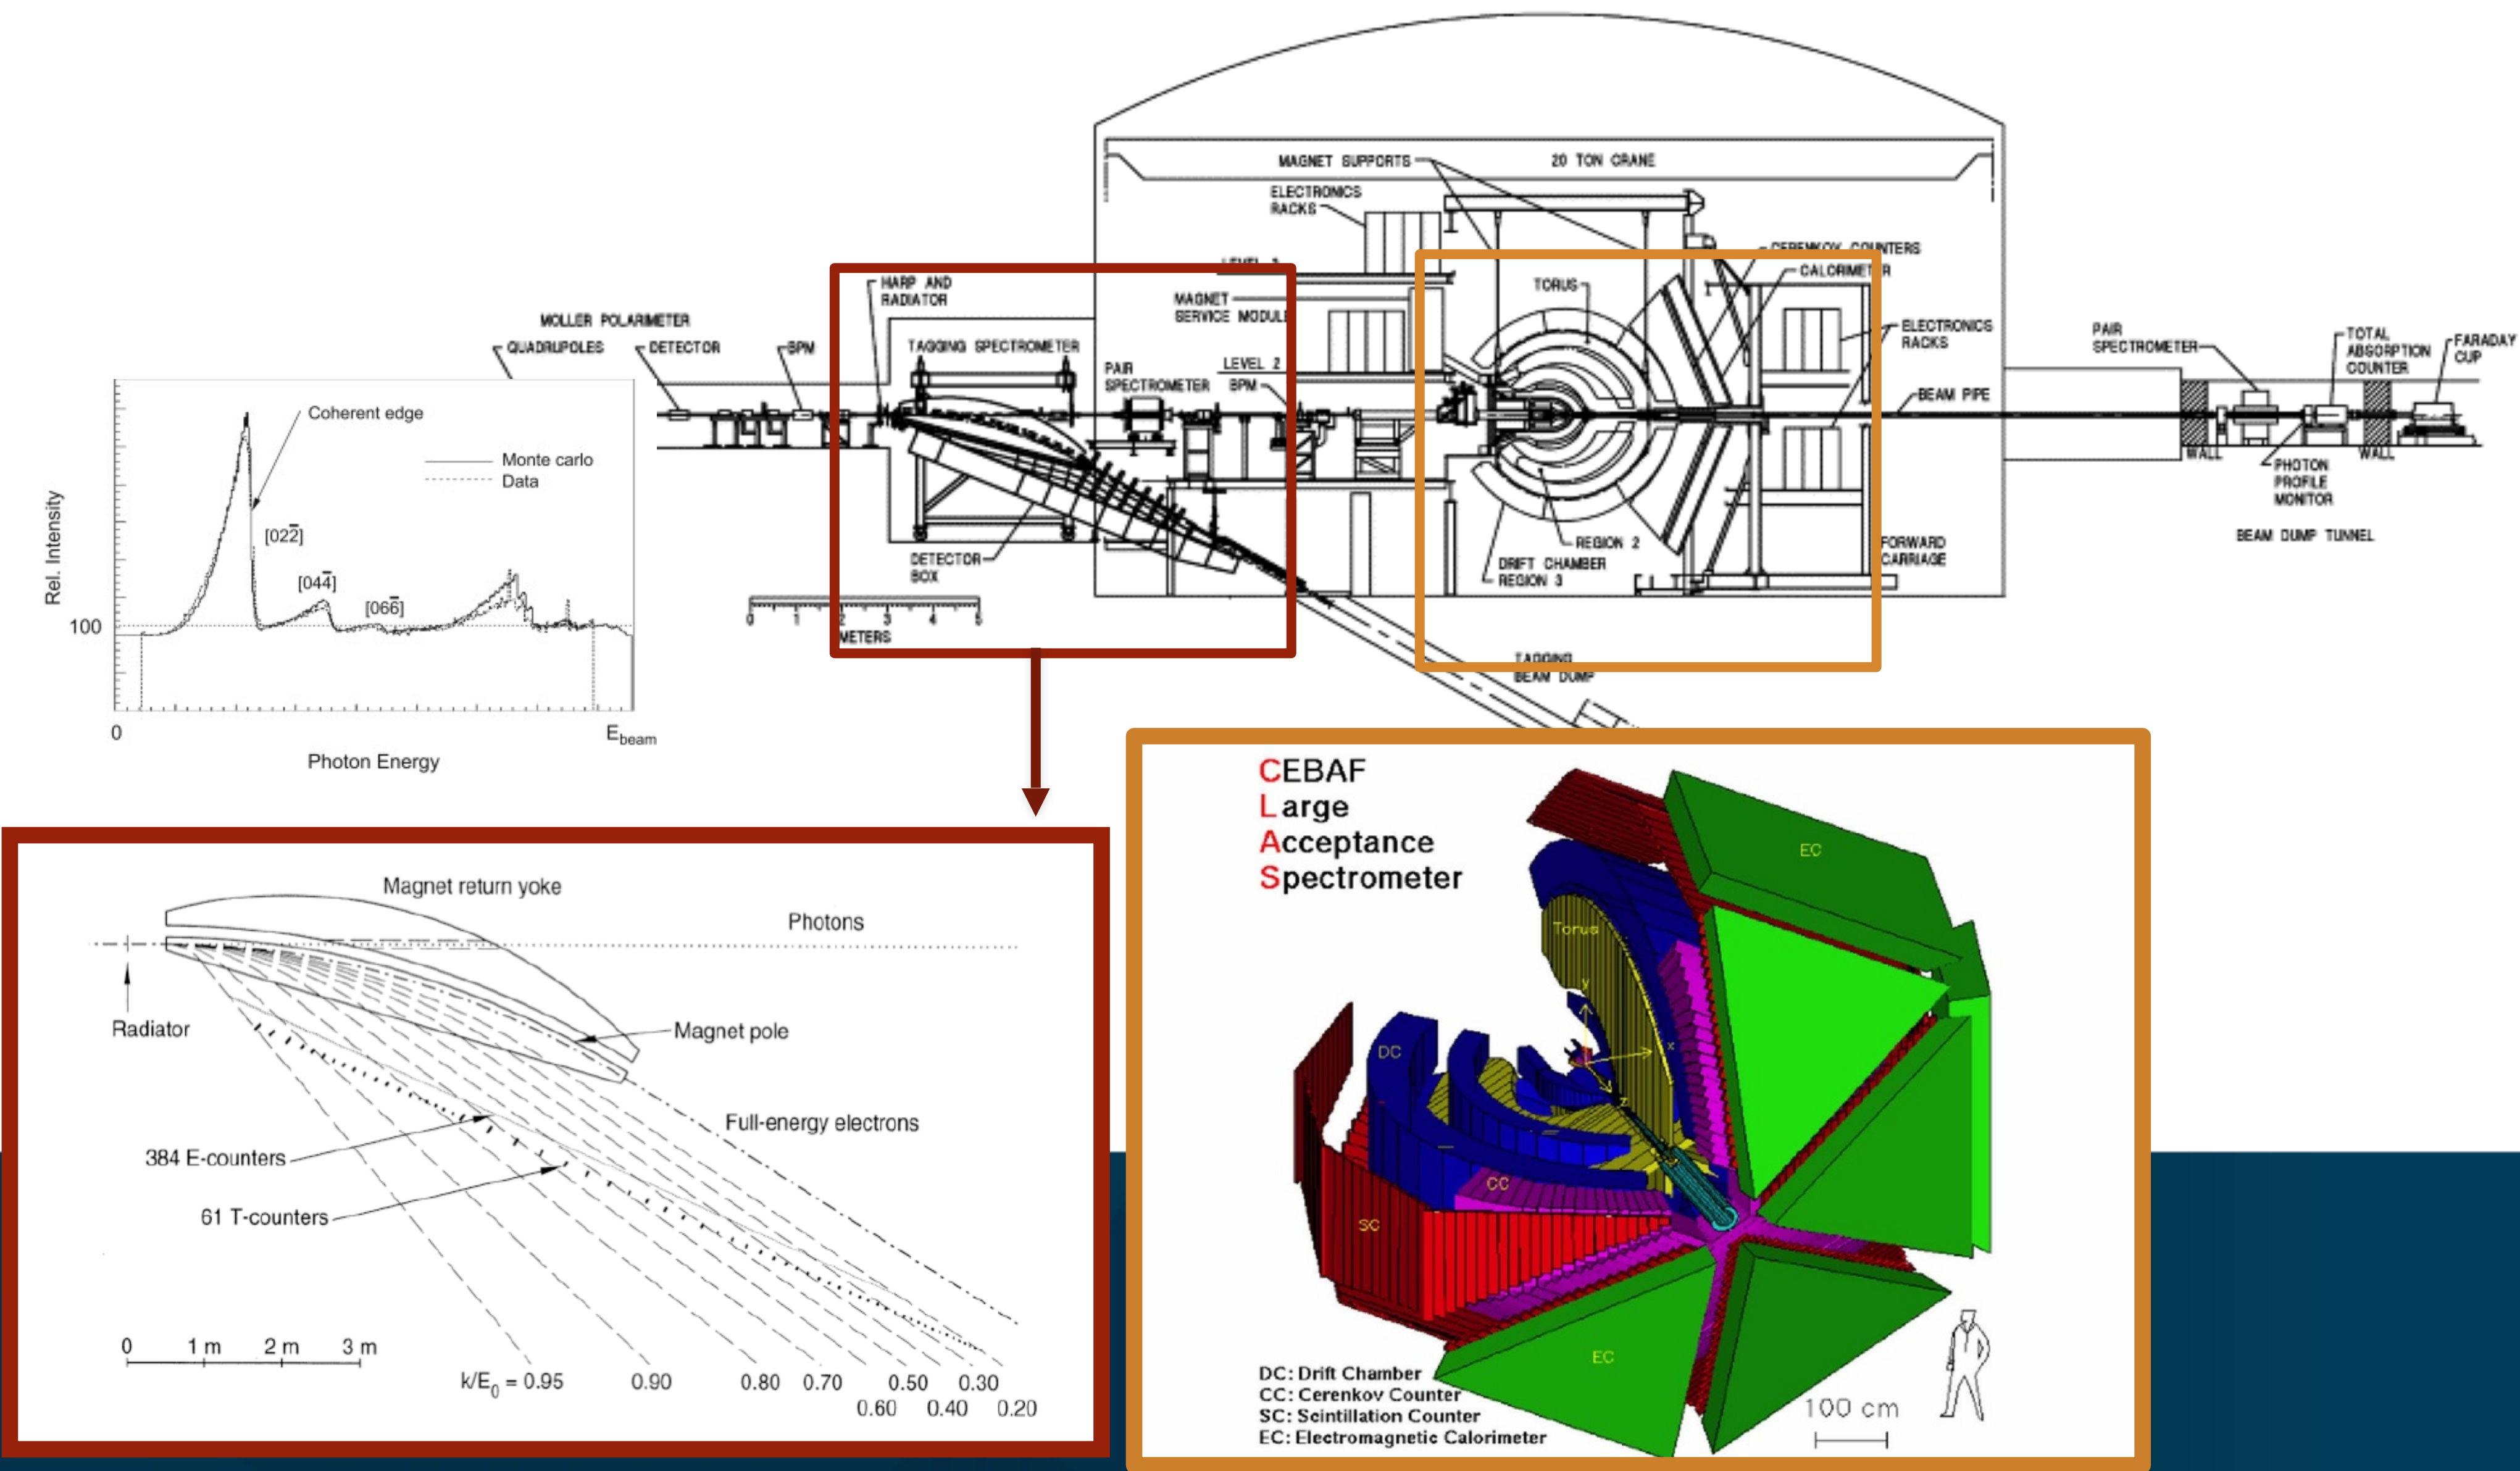 MAGNET SUPPORTS
20 TON CRANE
ELECTRONICS
RACKS
CERENKOV COUNTERS
CALORIMETER
HARP AND
RADIATOR
TORUS
MAGNET
SERVICE MODULE
MOLLER POLARIMETER
QUADRUPOLES
DETECTOR
BPM
TAGGING SPECTROMETER
PAIR
SPECTROMETER
LEVEL 2
BPM
ELECTRONICS
RACKS
PAIR
SPECTROMETER
TOTAL
ABSORPTION
COUNTER
FARADAY
CUP
BEAM PIPE
WALL
WALL
PHOTON
PROFILE
MONITOR
BEAM DUMP TUNNEL
REGION 2
DRIFT CHAMBER
REGION 3
FORWARD
CARRIAGE
DETECTOR
BOX
0 1 2 3 4 5
METERS
TAGGING
BEAM DUMP
Coherent edge
Monte carlo
Data
[022̅]
[044̅]
[066̅]
Rel. Intensity
100
0
Ebeam
Photon Energy
Magnet return yoke
Photons
Radiator
Magnet pole
Full-energy electrons
384 E-counters
61 T-counters
0 1 m 2 m 3 m
k/E0 = 0.95 0.90 0.80 0.70 0.50 0.30
0.60 0.40 0.20
CEBAF
Large
Acceptance
Spectrometer
EC
Torus
y
x
z
DC
CC
SC
EC
DC: Drift Chamber
CC: Cerenkov Counter
SC: Scintillation Counter
EC: Electromagnetic Calorimeter
100 cm